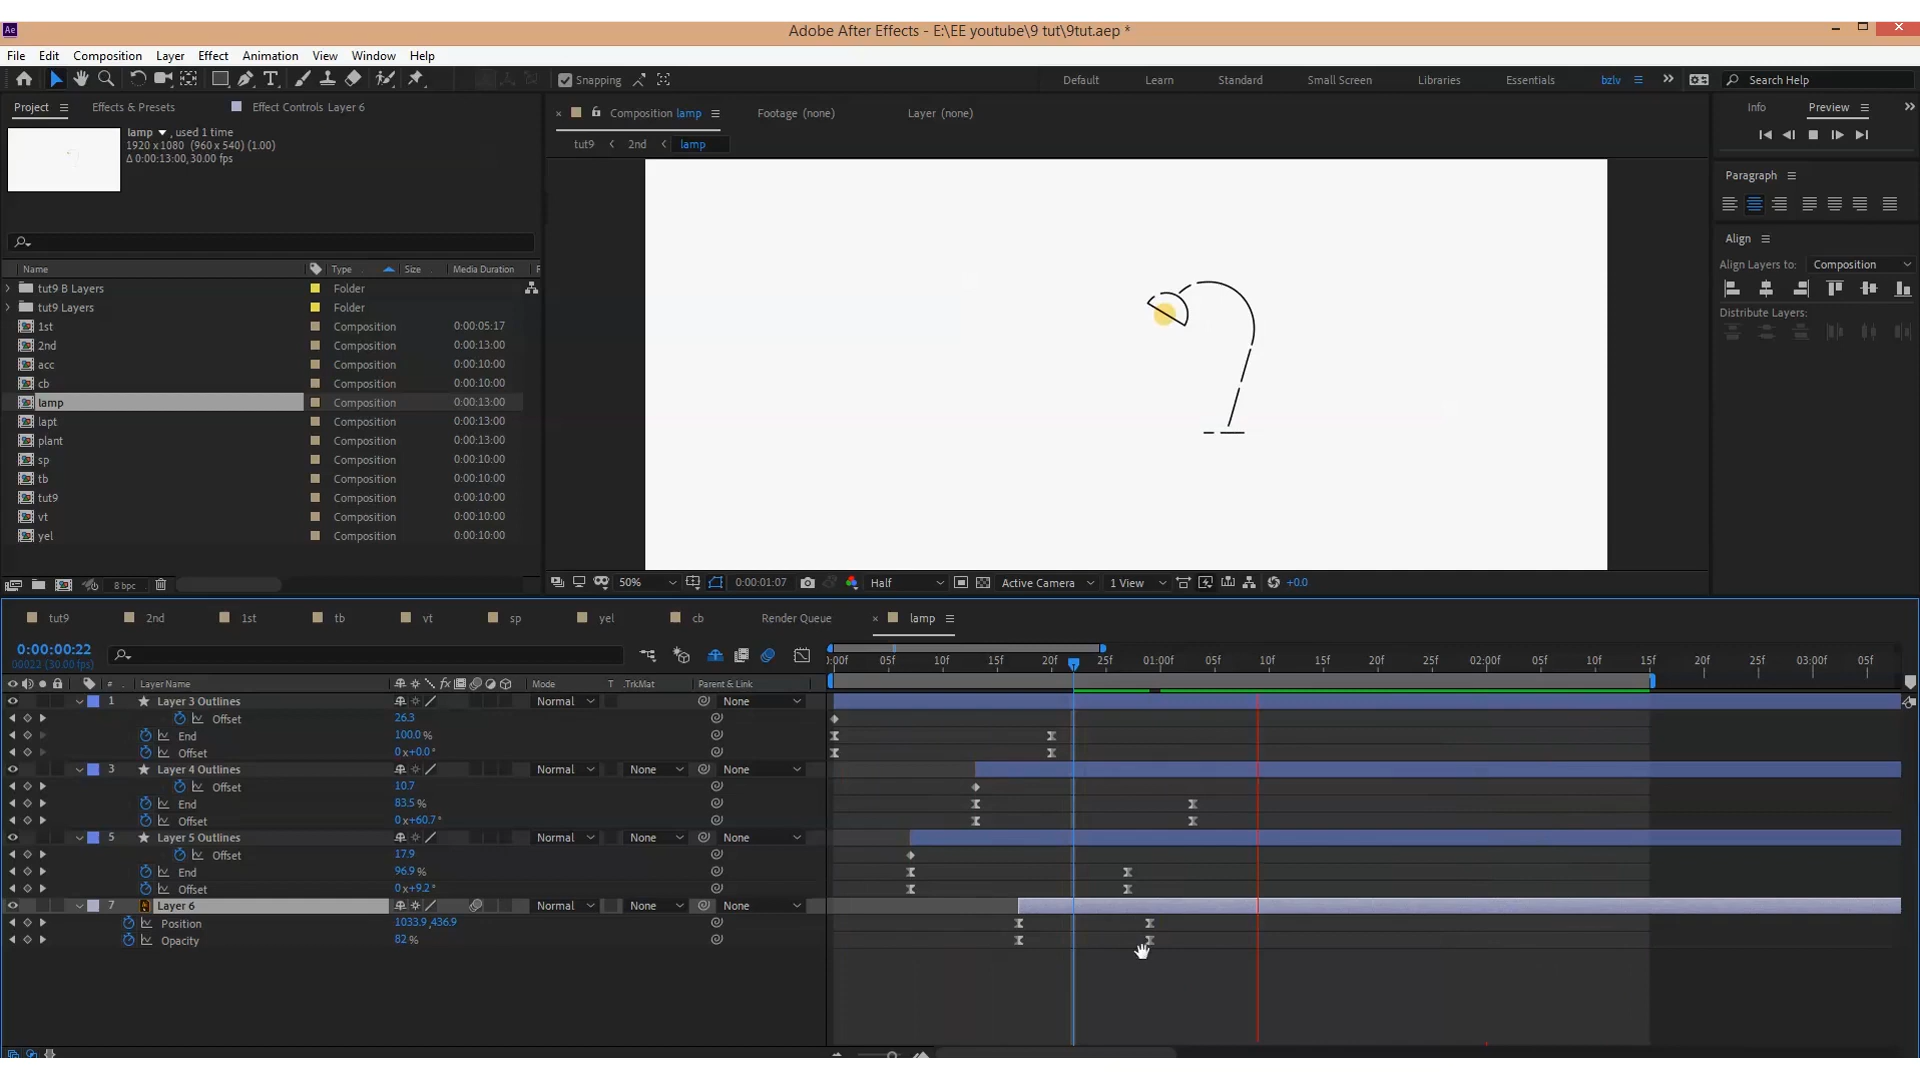 Ae
Adobe After Effects - E:\EE youtube\9 tut\9tut.aep *
File Edit Composition Layer Effect Animation View Window Help
Snapping Default Learn Standard Small Screen Libraries Essentials bzlv Search Help
Project Effects & Presets Effect Controls Layer 6
lamp , used 1 time
1920 x 1080 (960 x 540) (1.00)
Δ 0:00:13:00, 30.00 fps
Composition lamp Footage (none) Layer (none)
tut9 2nd lamp
Info Preview
Paragraph
Align
Align Layers to: Composition
Distribute Layers:
Name Type Size Media Duration
tut9 B Layers Folder
tut9 Layers Folder
1st Composition 0:00:05:17
2nd Composition 0:00:13:00
acc Composition 0:00:10:00
cb Composition 0:00:10:00
lamp Composition 0:00:13:00
lapt Composition 0:00:13:00
plant Composition 0:00:13:00
sp Composition 0:00:10:00
tb Composition 0:00:10:00
tut9 Composition 0:00:10:00
vt Composition 0:00:10:00
yel Composition 0:00:10:00
8 bpc
50% 0:00:01:07 Half Active Camera 1 View +0.0
tut9 2nd 1st tb vt sp yel cb Render Queue lamp
0:00:00:22
00022 (30.00 fps)
:00f 05f 10f 15f 20f 25f 01:00f 05f 10f 15f 20f 25f 02:00f 05f 10f 15f 20f 25f 03:00f 05f
# Layer Name fx Mode T .TrkMat Parent & Link
1 Layer 3 Outlines Normal None
Offset 26.3
End 100.0 %
Offset 0 x+0.0°
3 Layer 4 Outlines Normal None None
Offset 10.7
End 83.5 %
Offset 0 x+60.7°
5 Layer 5 Outlines Normal None None
Offset 17.9
End 96.9 %
Offset 0 x+9.2°
7 Layer 6 Normal None None
Position 1033.9,436.9
Opacity 82 %